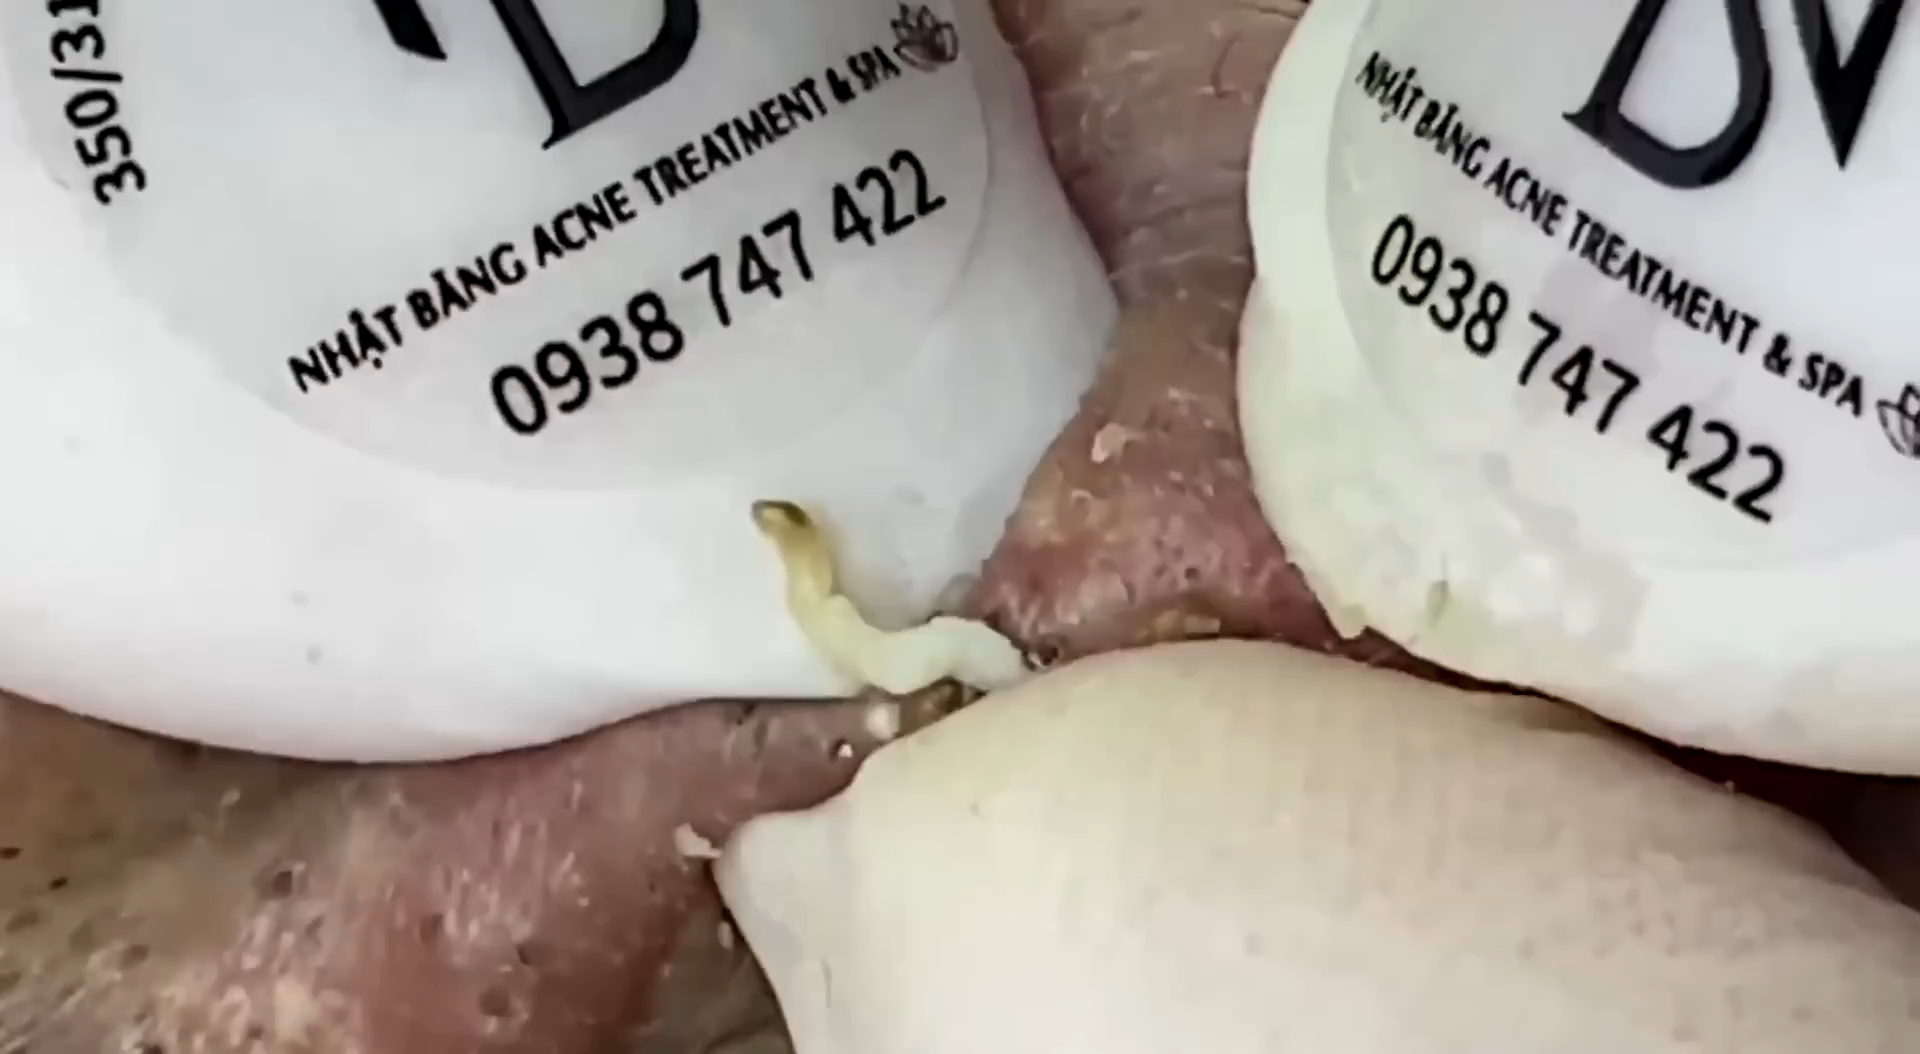 350/31
NHẬT BĂNG ACNE TREATMENT & SPA
0938 747 422
NHẬT BĂNG ACNE TREATMENT & SPA
0938 747 422